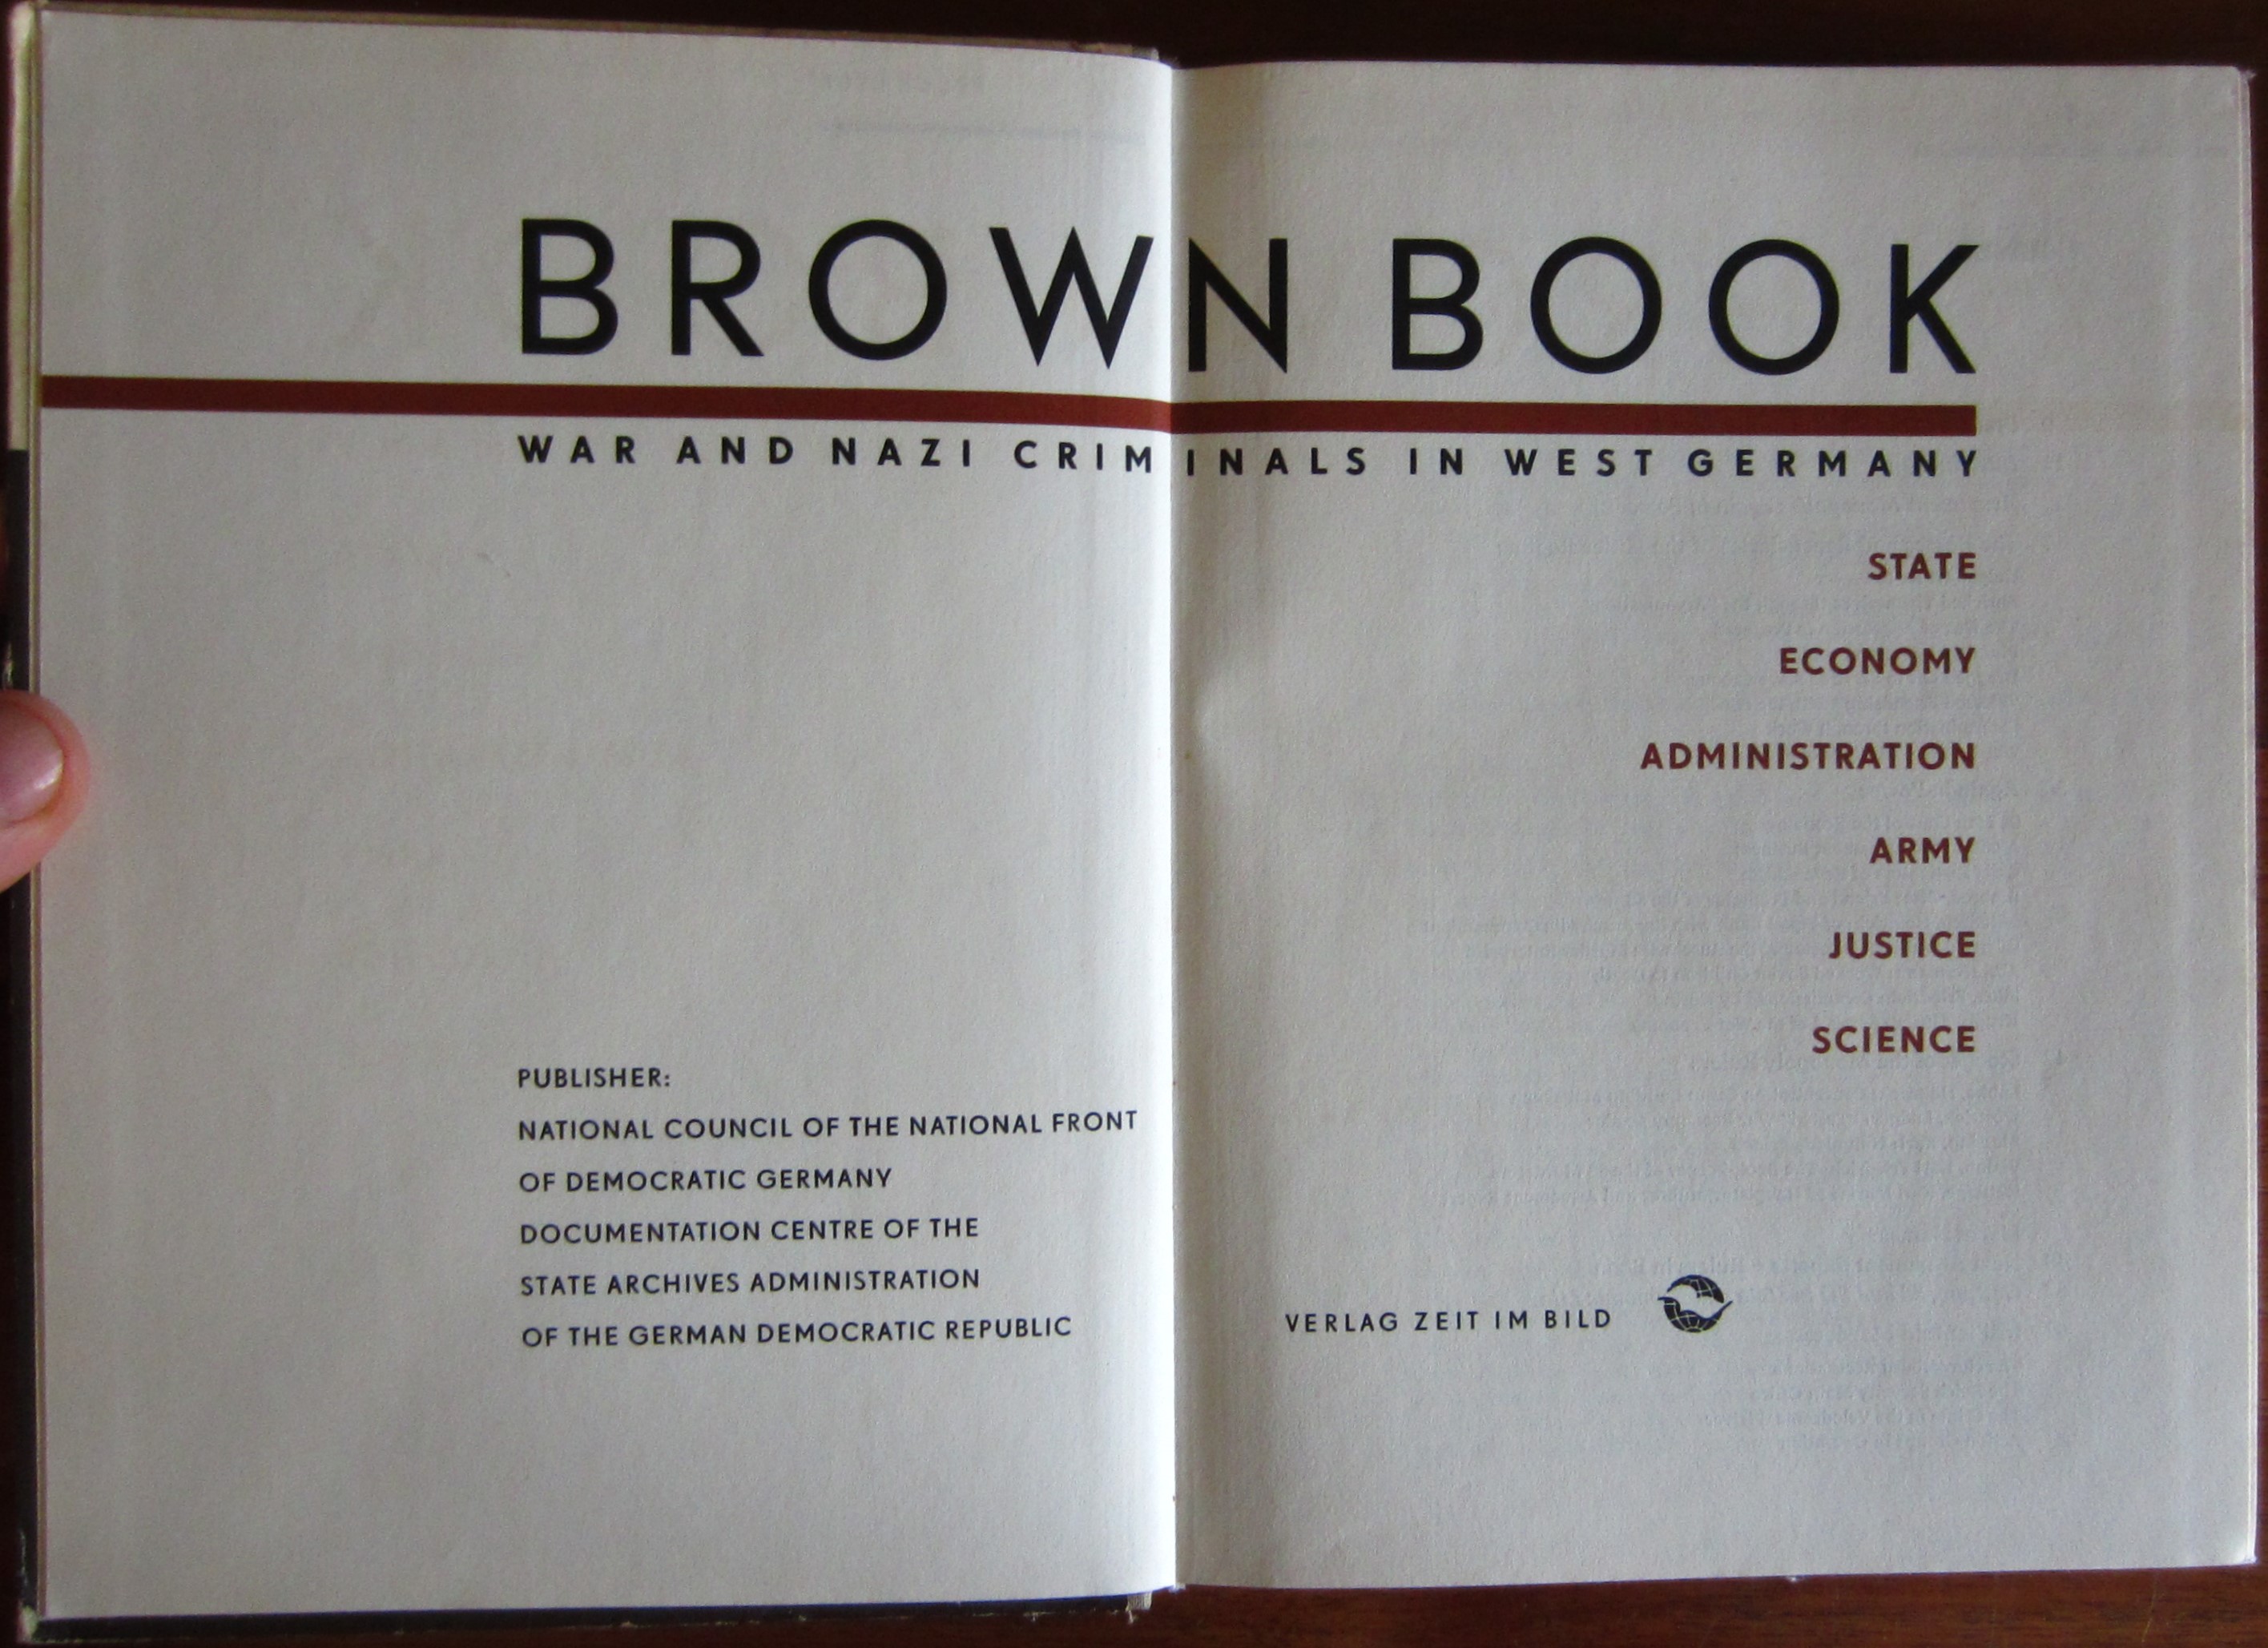 BROWN BOOK
WAR AND NAZI CRIMINALS IN WEST GERMANY
STATE
ECONOMY
ADMINISTRATION
ARMY
JUSTICE
SCIENCE
PUBLISHER:
NATIONAL COUNCIL OF THE NATIONAL FRONT
OF DEMOCRATIC GERMANY
DOCUMENTATION CENTRE OF THE
STATE ARCHIVES ADMINISTRATION
OF THE GERMAN DEMOCRATIC REPUBLIC
VERLAG ZEIT IM BILD